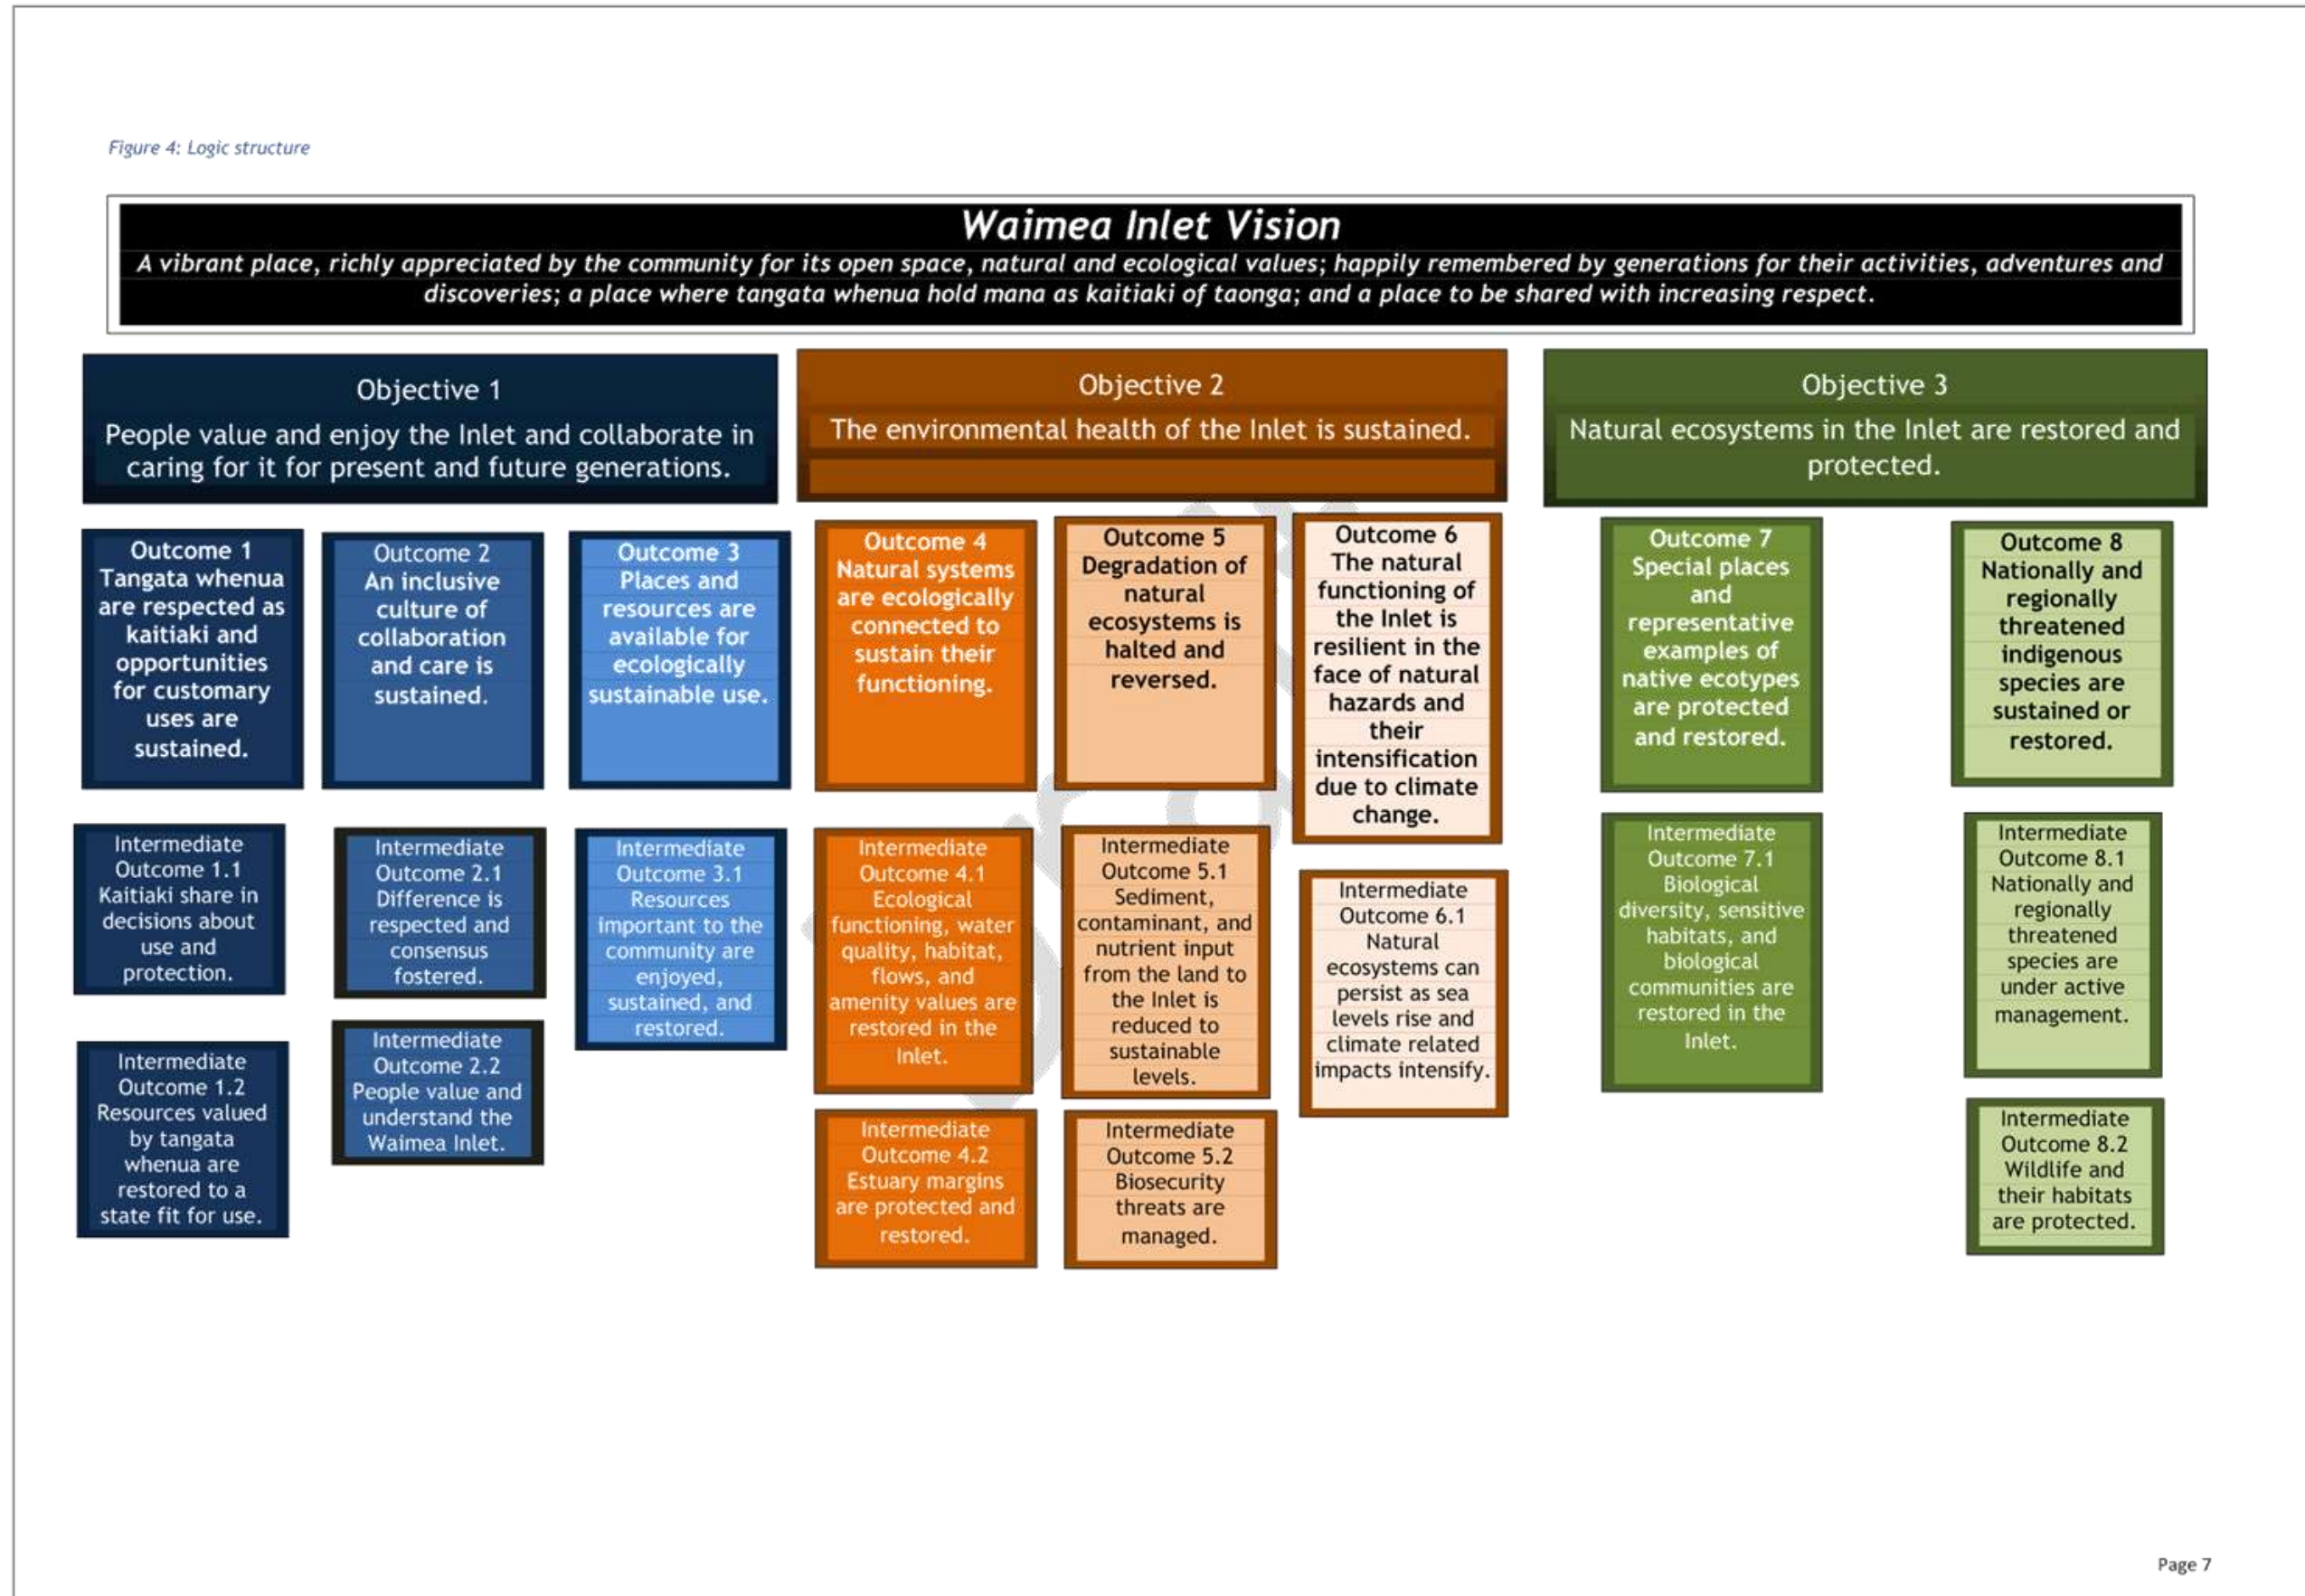 Figure 4: Logic structure
Waimea Inlet Vision
A vibrant place, richly appreciated by the community for its open space, natural and ecological values; happily remembered by generations for their activities, adventures and
discoveries; a place where tangata whenua hold mana as kaitiaki of taonga; and a place to be shared with increasing respect.
Objective 1
People value and enjoy the Inlet and collaborate in
caring for it for present and future generations.
Objective 2
The environmental health of the Inlet is sustained.
Objective 3
Natural ecosystems in the Inlet are restored and
protected.
Outcome 1
Tangata whenua
are respected as
kaitiaki and
opportunities
for customary
uses are
sustained.
Outcome 2
An inclusive
culture of
collaboration
and care is
sustained.
Outcome 3
Places and
resources are
available for
ecologically
sustainable use.
Outcome 4
Natural systems
are ecologically
connected to
sustain their
functioning.
Outcome 5
Degradation of
natural
ecosystems is
halted and
reversed.
Outcome 6
The natural
functioning of
the Inlet is
resilient in the
face of natural
hazards and
their
intensification
due to climate
change.
Outcome 7
Special places
and
representative
examples of
native ecotypes
are protected
and restored.
Outcome 8
Nationally and
regionally
threatened
indigenous
species are
sustained or
restored.
Intermediate
Outcome 1.1
Kaitiaki share in
decisions about
use and
protection.
Intermediate
Outcome 2.1
Difference is
respected and
consensus
fostered.
Intermediate
Outcome 3.1
Resources
important to the
community are
enjoyed,
sustained, and
restored.
Intermediate
Outcome 4.1
Ecological
functioning, water
quality, habitat,
flows, and
amenity values are
restored in the
Inlet.
Intermediate
Outcome 5.1
Sediment,
contaminant, and
nutrient input
from the land to
the Inlet is
reduced to
sustainable
levels.
Intermediate
Outcome 6.1
Natural
ecosystems can
persist as sea
levels rise and
climate related
impacts intensify.
Intermediate
Outcome 7.1
Biological
diversity, sensitive
habitats, and
biological
communities are
restored in the
Inlet.
Intermediate
Outcome 8.1
Nationally and
regionally
threatened
species are
under active
management.
Intermediate
Outcome 1.2
Resources valued
by tangata
whenua are
restored to a
state fit for use.
Intermediate
Outcome 2.2
People value and
understand the
Waimea Inlet.
Intermediate
Outcome 4.2
Estuary margins
are protected and
restored.
Intermediate
Outcome 5.2
Biosecurity
threats are
managed.
Intermediate
Outcome 8.2
Wildlife and
their habitats
are protected.
Page 7